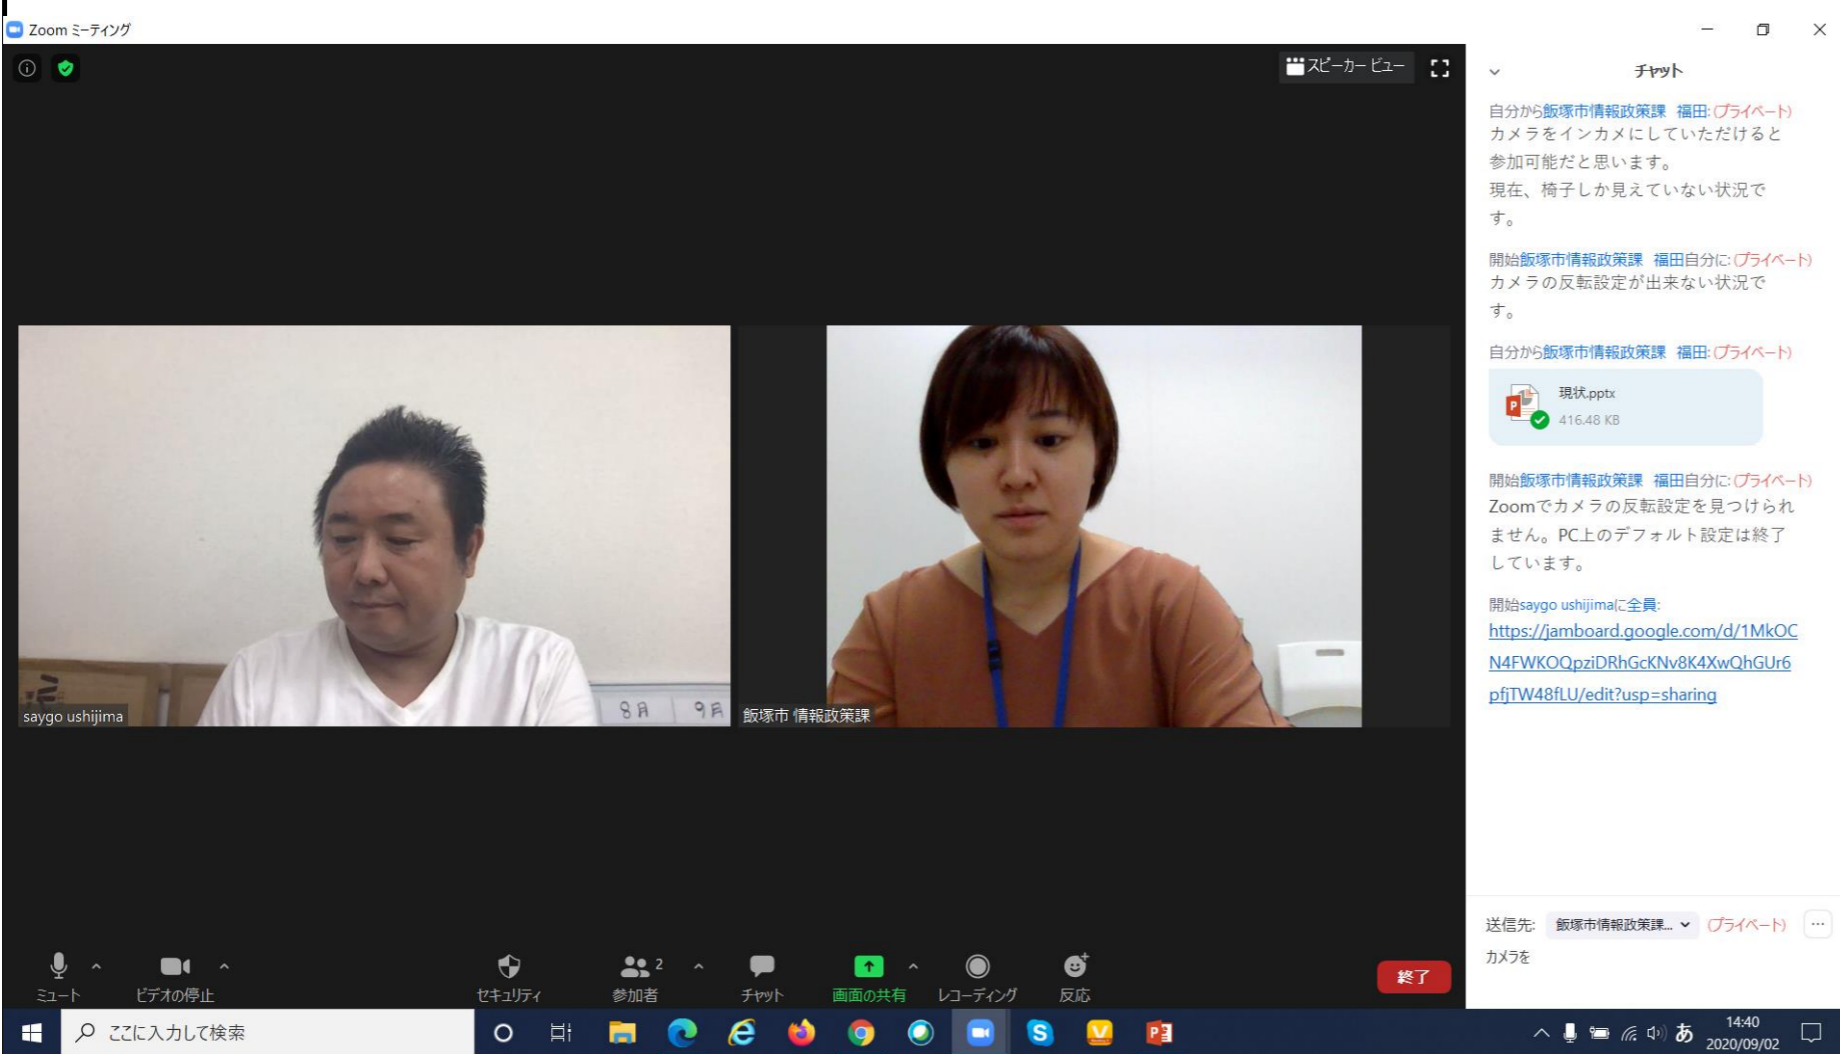 Zoom ミーティング
スピーカー ビュー
チャット
自分から飯塚市情報政策課 福田:(プライベート)
カメラをインカメにしていただけると
参加可能だと思います。
現在、椅子しか見えていない状況で
す。
開始飯塚市情報政策課 福田自分に:(プライベート)
カメラの反転設定が出来ない状況で
す。
自分から飯塚市情報政策課 福田:(プライベート)
現状.pptx
416.48 KB
開始飯塚市情報政策課 福田自分に:(プライベート)
Zoomでカメラの反転設定を見つけられ
ません。PC上のデフォルト設定は終了
しています。
開始saygo ushijimaに全員:
https://jamboard.google.com/d/1MkOC
N4FWKOQpziDRhGcKNv8K4XwQhGUr6
pfjTW48fLU/edit?usp=sharing
8月 9月
saygo ushijima
飯塚市 情報政策課
送信先: 飯塚市情報政策課... (プライベート)
カメラを
ミュート
ビデオの停止
セキュリティ
参加者 2
チャット
画面の共有
レコーディング
反応
終了
ここに入力して検索
あ
14:40
2020/09/02